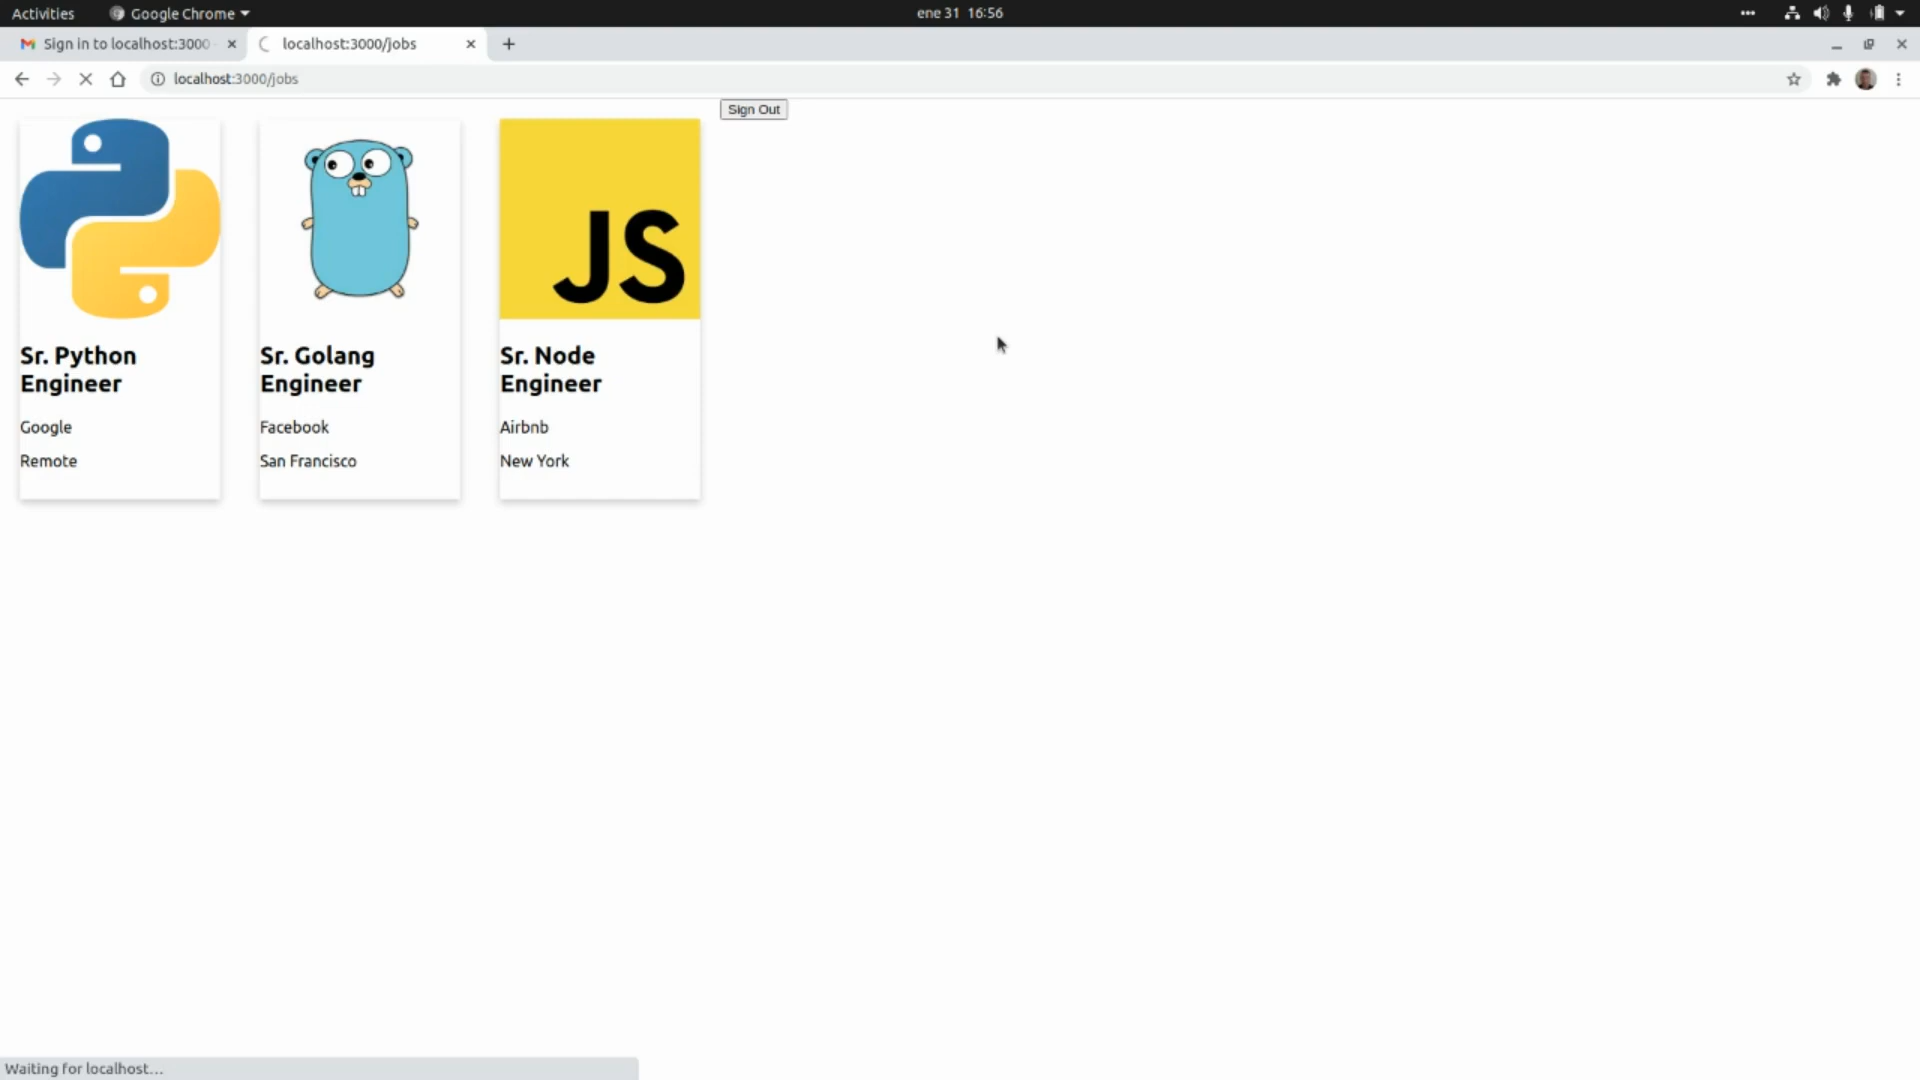 Activities
Google Chrome
ene 31 16:56
Sign in to localhost:3000
localhost:3000/jobs
localhost:3000/jobs
Sign Out
JS
Sr. Python
Engineer
Google
Remote
Sr. Golang
Engineer
Facebook
San Francisco
Sr. Node
Engineer
Airbnb
New York
Waiting for localhost...